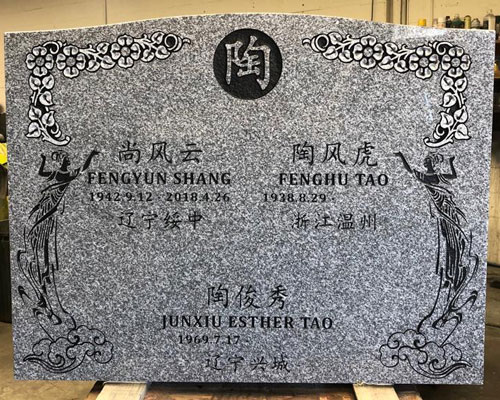 陶
尚风云
FENGYUN SHANG
1942.9.12 - 2018.4.26
辽宁绥中
陶风虎
FENGHU TAO
1938.8.29 -
浙江温州
陶俊秀
JUNXIU ESTHER TAO
1969.7.17
辽宁兴城